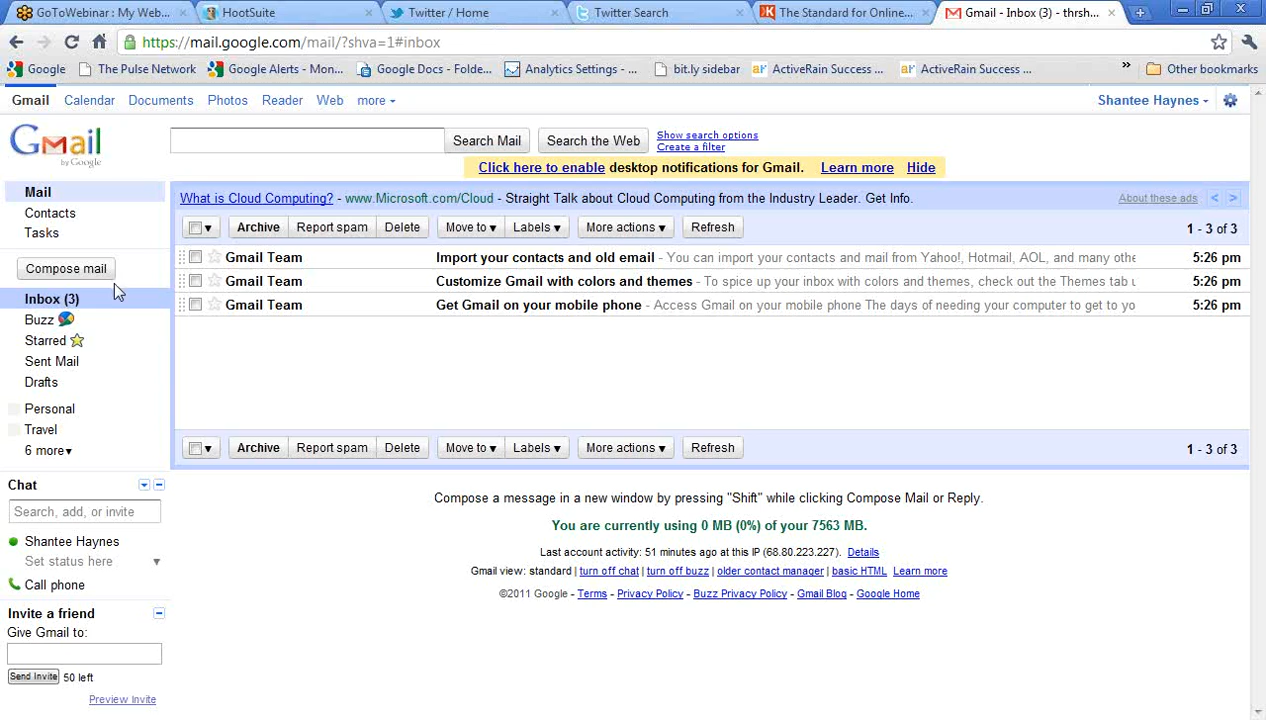 GoToWebinar : My Web...
HootSuite
Twitter / Home
Twitter Search
The Standard for Online...
Gmail - Inbox (3) - thrsh...
https://mail.google.com/mail/?shva=1#inbox
Google
The Pulse Network
Google Alerts - Mon...
Google Docs - Folde...
Analytics Settings - ...
bit.ly sidebar
ActiveRain Success ...
ActiveRain Success ...
Other bookmarks
Gmail Calendar Documents Photos Reader Web more
Shantee Haynes
Gmail
by Google
Search Mail
Search the Web
Show search options
Create a filter
Click here to enable desktop notifications for Gmail. Learn more Hide
Mail
Contacts
Tasks
Compose mail
Inbox (3)
Buzz
Starred
Sent Mail
Drafts
Personal
Travel
6 more
Chat
Search, add, or invite
Shantee Haynes
Set status here
Call phone
Invite a friend
Give Gmail to:
Send Invite 50 left
Preview Invite
What is Cloud Computing? - www.Microsoft.com/Cloud - Straight Talk about Cloud Computing from the Industry Leader. Get Info.
About these ads < >
Archive Report spam Delete Move to Labels More actions Refresh 1 - 3 of 3
Gmail Team Import your contacts and old email - You can import your contacts and mail from Yahoo!, Hotmail, AOL, and many othe 5:26 pm
Gmail Team Customize Gmail with colors and themes - To spice up your inbox with colors and themes, check out the Themes tab u 5:26 pm
Gmail Team Get Gmail on your mobile phone - Access Gmail on your mobile phone The days of needing your computer to get to yo 5:26 pm
Archive Report spam Delete Move to Labels More actions Refresh 1 - 3 of 3
Compose a message in a new window by pressing "Shift" while clicking Compose Mail or Reply.
You are currently using 0 MB (0%) of your 7563 MB.
Last account activity: 51 minutes ago at this IP (68.80.223.227). Details
Gmail view: standard | turn off chat | turn off buzz | older contact manager | basic HTML Learn more
©2011 Google - Terms - Privacy Policy - Buzz Privacy Policy - Gmail Blog - Google Home